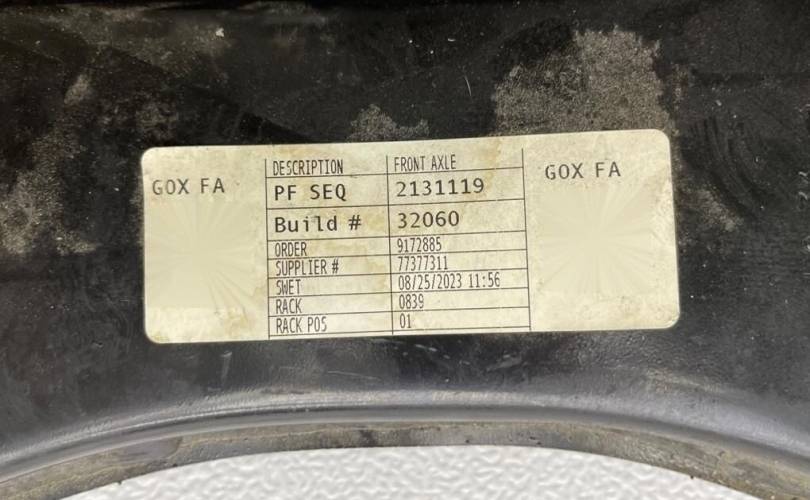 GOX FA
DESCRIPTION FRONT AXLE
PF SEQ 2131119
Build # 32060
ORDER 9172885
SUPPLIER # 77377311
SWET 08/25/2023 11:56
RACK 0839
RACK POS 01
GOX FA